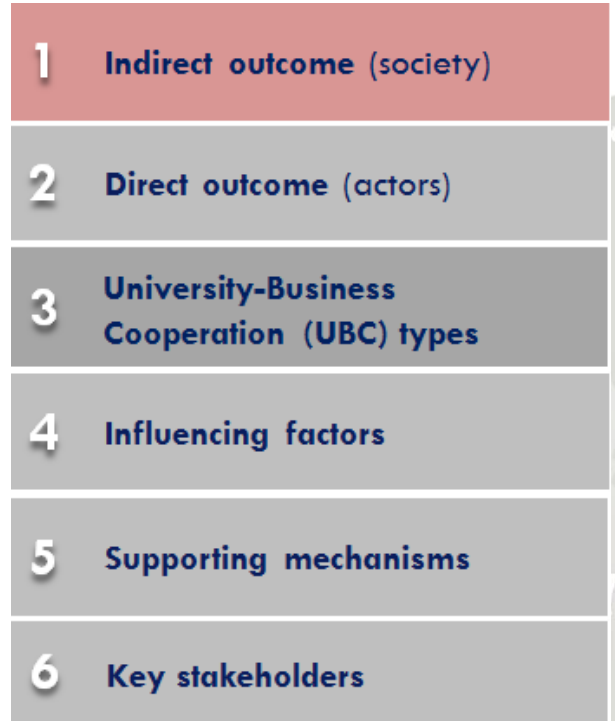 1 Indirect outcome (society)
2 Direct outcome (actors)
3 University-Business
Cooperation (UBC) types
4 Influencing factors
5 Supporting mechanisms
6 Key stakeholders